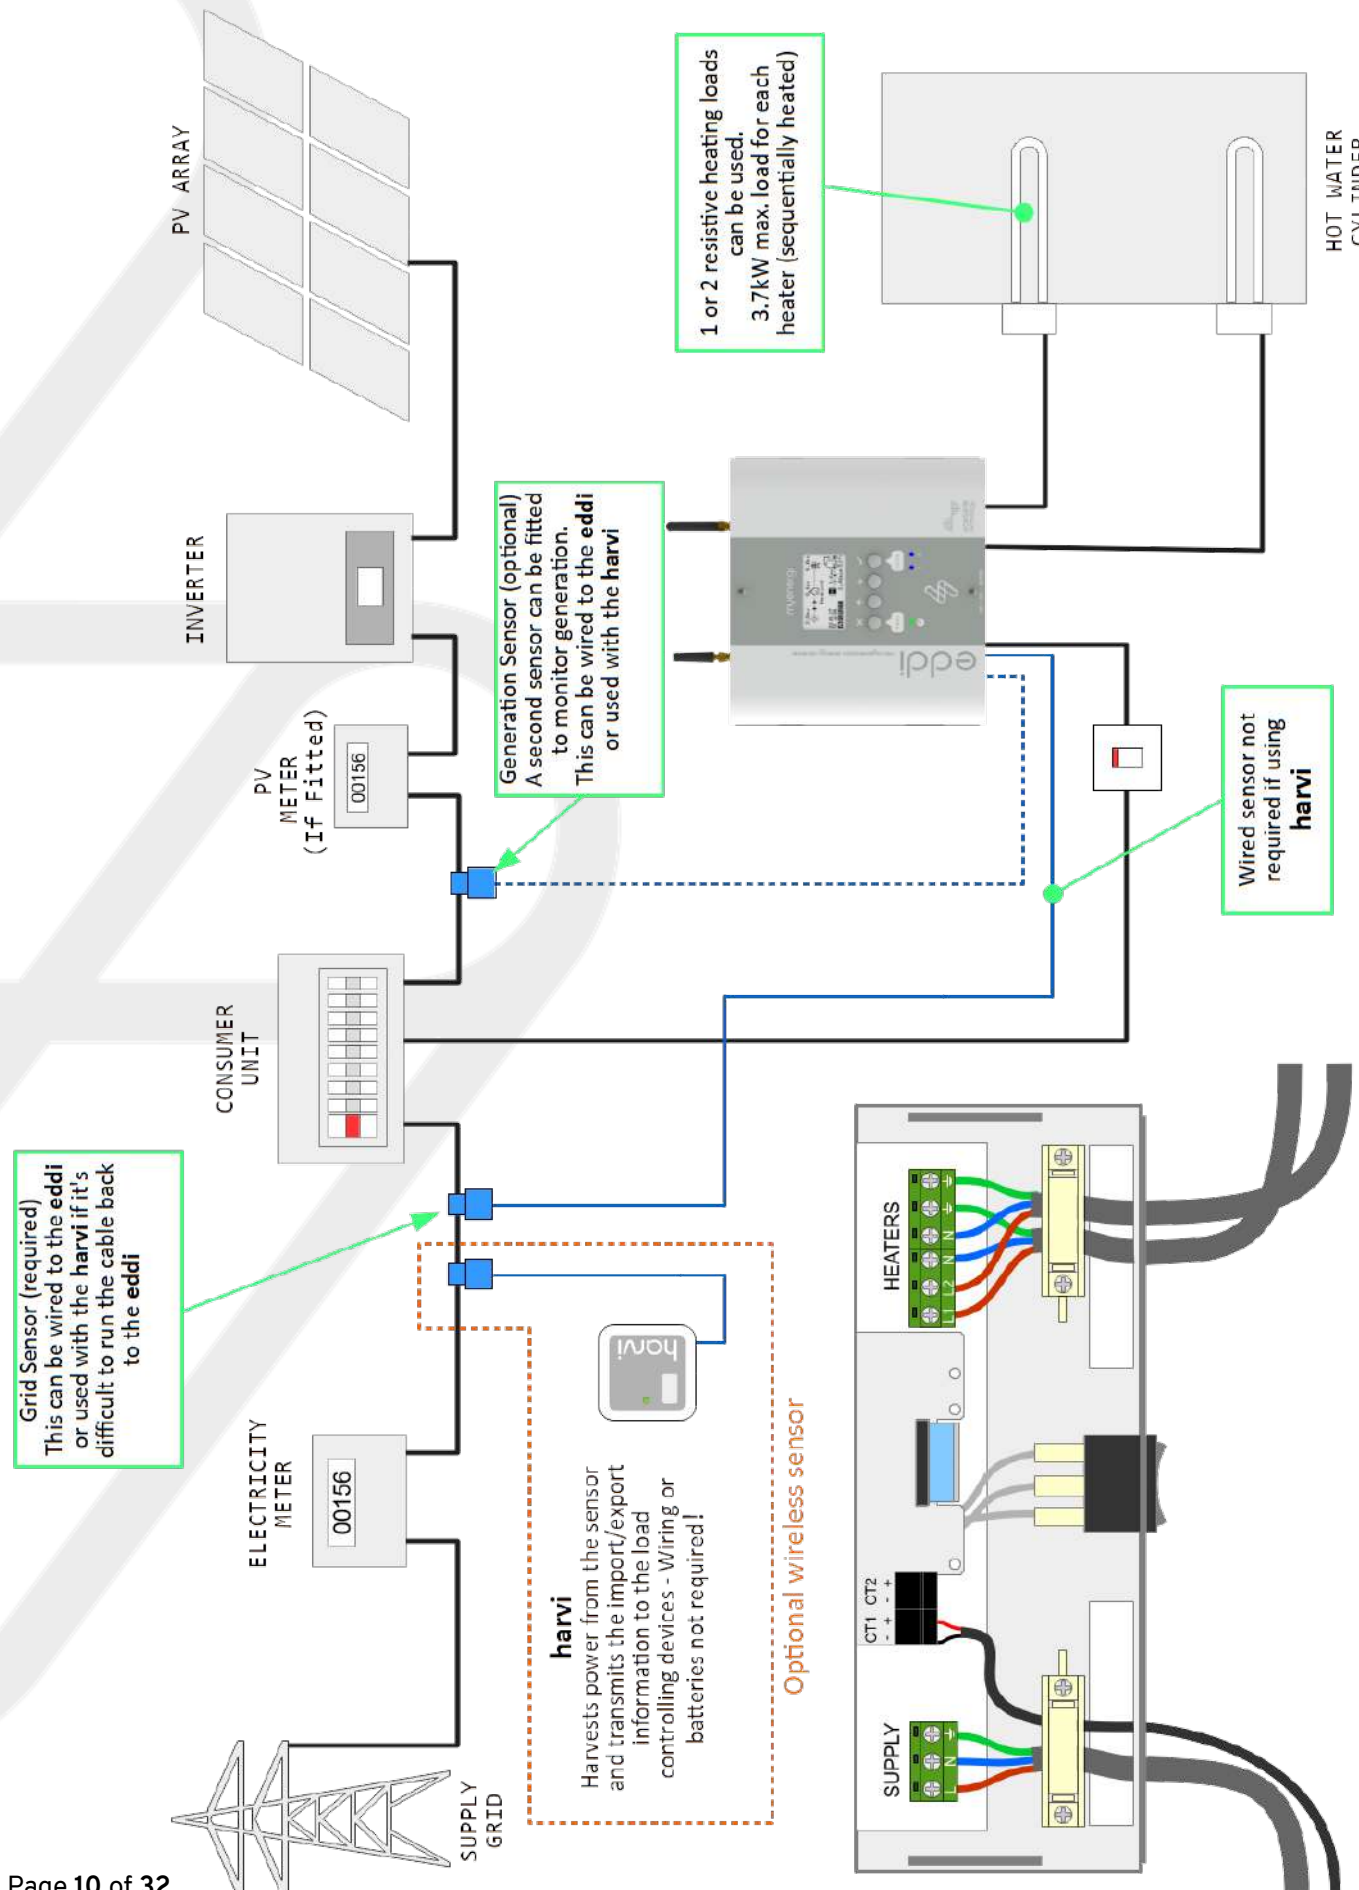 SUPPLY
GRID
ELECTRICITY
METER
00156
Grid Sensor (required)
This can be wired to the eddi
or used with the harvi if it's
difficult to run the cable back
to the eddi
CONSUMER
UNIT
PV
METER
(If Fitted)
00156
INVERTER
PV ARRAY
harvi
Harvests power from the sensor
and transmits the import/export
information to the load
controlling devices - Wiring or
batteries not required!
harvi
Optional wireless sensor
Generation Sensor (optional)
A second sensor can be fitted
to monitor generation.
This can be wired to the eddi
or used with the harvi
1 or 2 resistive heating loads
can be used.
3.7kW max. load for each
heater (sequentially heated)
myenergi
eddi
HOT WATER
CYLINDER
Wired sensor not
required if using
harvi
SUPPLY
L N
CT1 CT2
- + - +
HEATERS
L1 L2 N N
Page 10 of 32